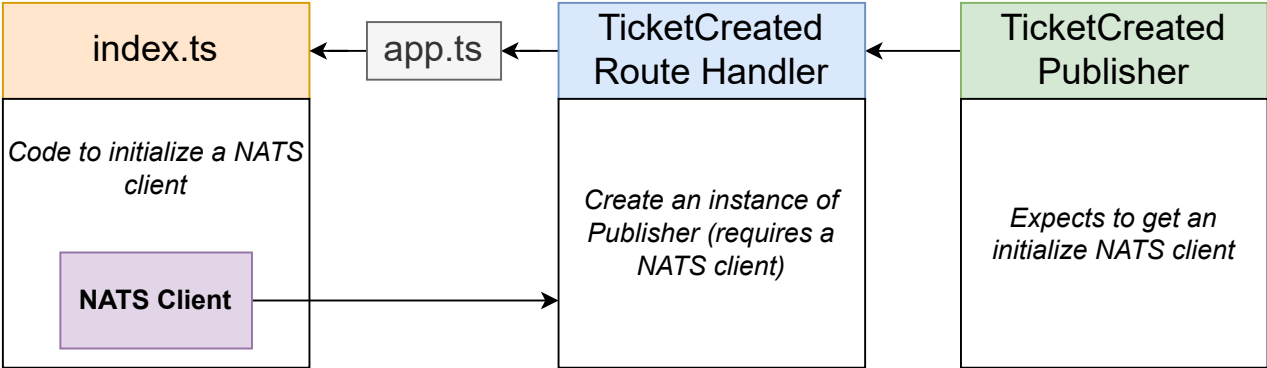 index.ts
app.ts
TicketCreated
Route Handler
TicketCreated
Publisher
Code to initialize a NATS
client
NATS Client
Create an instance of
Publisher (requires a
NATS client)
Expects to get an
initialize NATS client